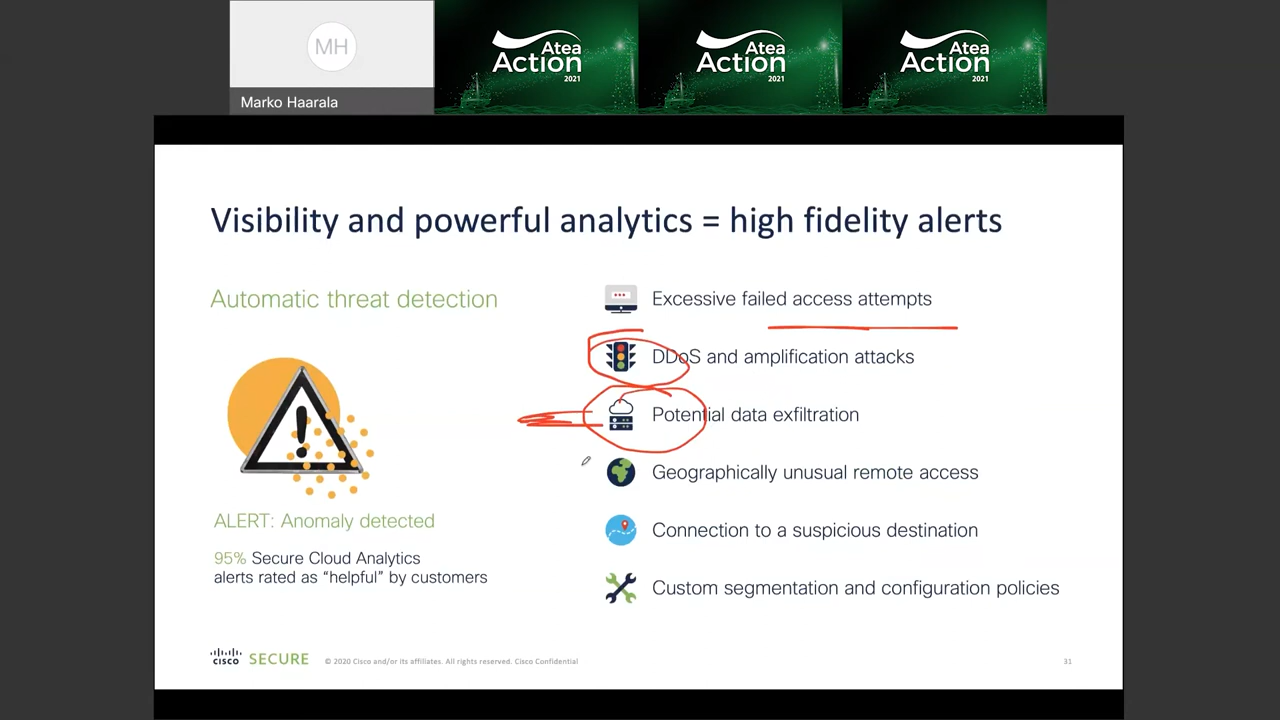 MH
Marko Haarala
Atea
Action
2021
Atea
Action
2021
Atea
Action
2021
Visibility and powerful analytics = high fidelity alerts
Automatic threat detection
ALERT: Anomaly detected
95% Secure Cloud Analytics
alerts rated as “helpful” by customers
Excessive failed access attempts
DDoS and amplification attacks
Potential data exfiltration
Geographically unusual remote access
Connection to a suspicious destination
Custom segmentation and configuration policies
CISCO SECURE
© 2020 Cisco and/or its affiliates. All rights reserved. Cisco Confidential
31